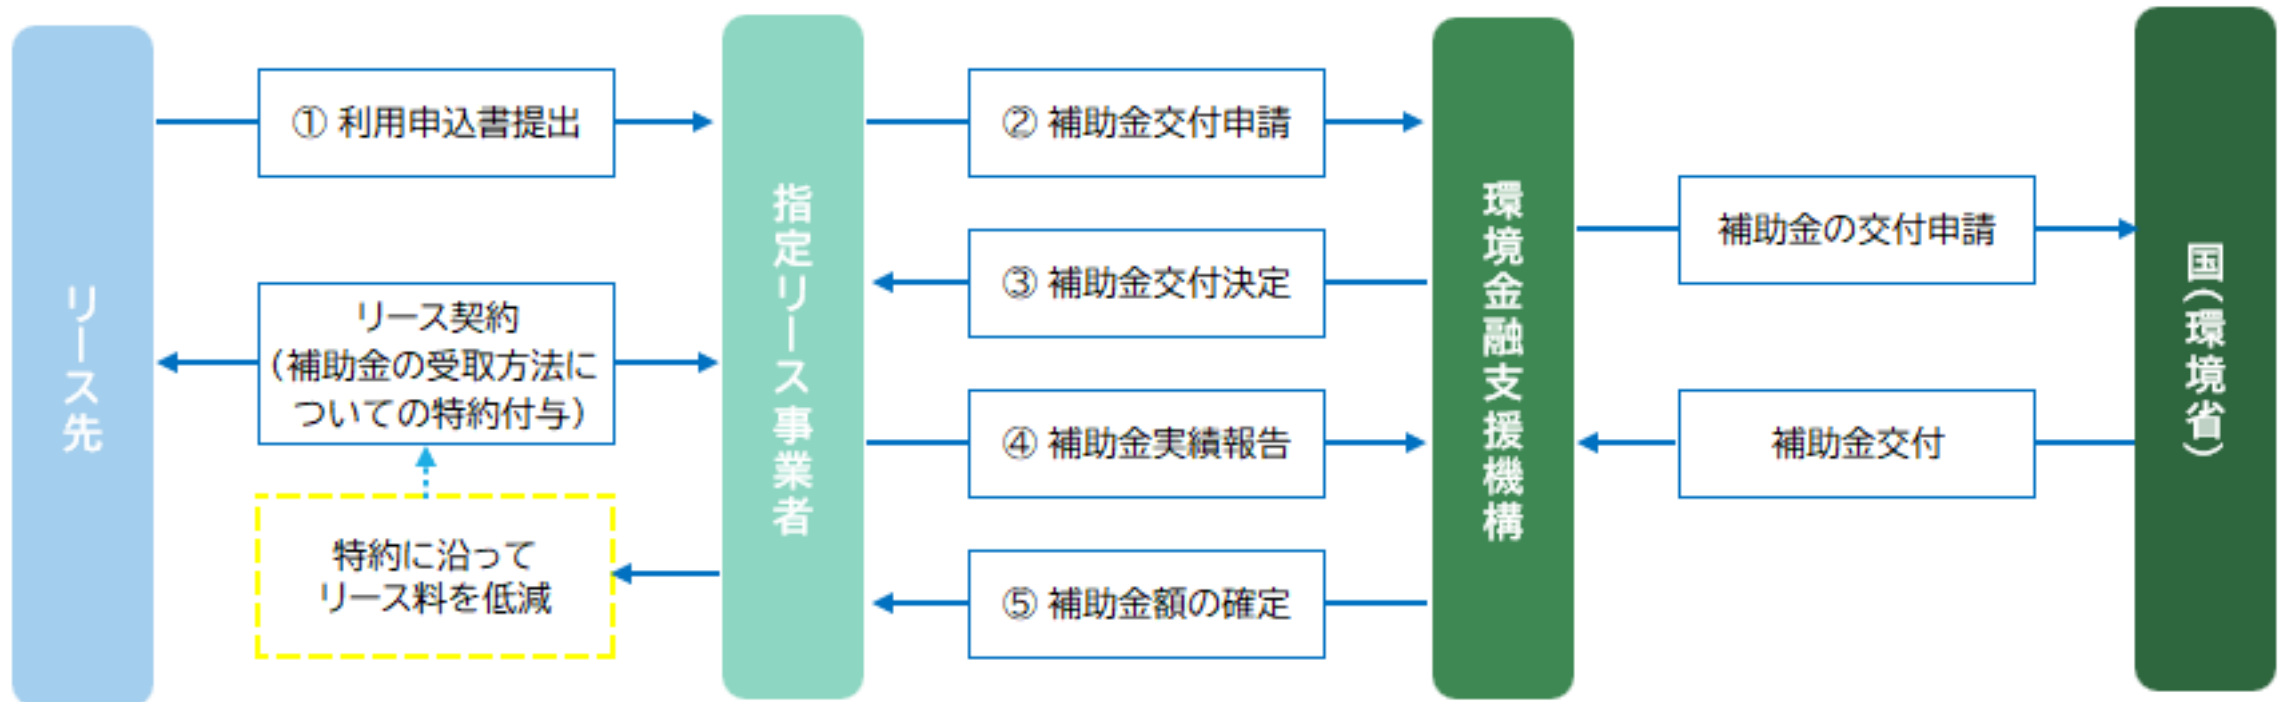 リース先
① 利用申込書提出
リース契約
（補助金の受取方法に
ついての特約付与）
特約に沿って
リース料を低減
指定リース事業者
② 補助金交付申請
③ 補助金交付決定
④ 補助金実績報告
⑤ 補助金額の確定
環境金融支援機構
補助金の交付申請
補助金交付
国（環境省）